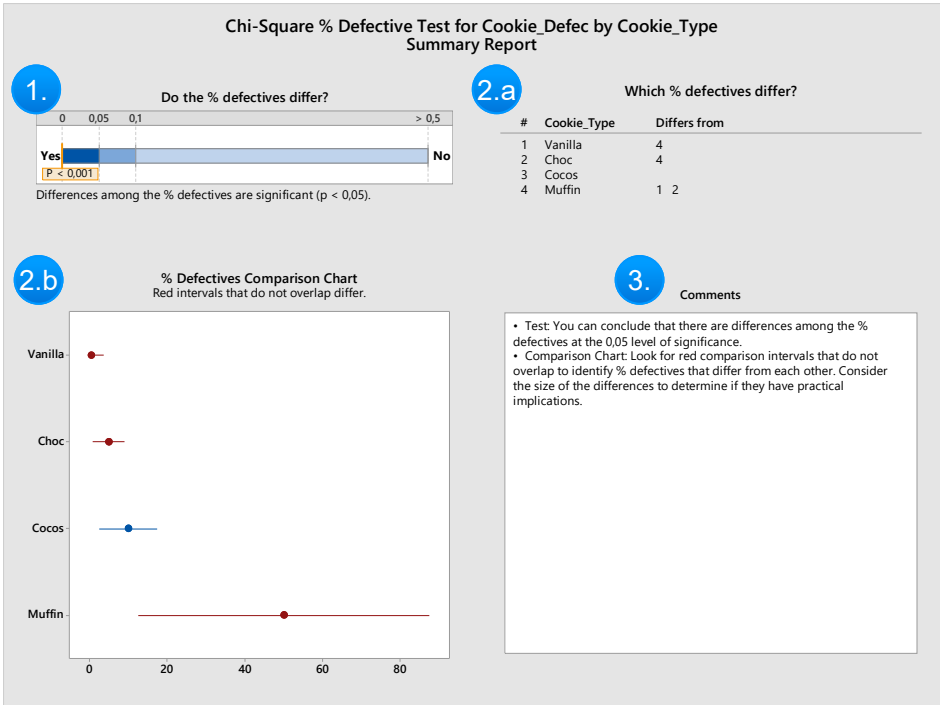 Chi-Square % Defective Test for Cookie_Defec by Cookie_Type
Summary Report
1.
Do the % defectives differ?
0 0,05 0,1 > 0,5
Yes No
P < 0,001
Differences among the % defectives are significant (p < 0,05).
2.a
Which % defectives differ?
# Cookie_Type Differs from
1 Vanilla 4
2 Choc 4
3 Cocos
4 Muffin 1 2
2.b
% Defectives Comparison Chart
Red intervals that do not overlap differ.
Vanilla
Choc
Cocos
Muffin
0 20 40 60 80
3.
Comments
• Test: You can conclude that there are differences among the %
defectives at the 0,05 level of significance.
• Comparison Chart: Look for red comparison intervals that do not
overlap to identify % defectives that differ from each other. Consider
the size of the differences to determine if they have practical
implications.